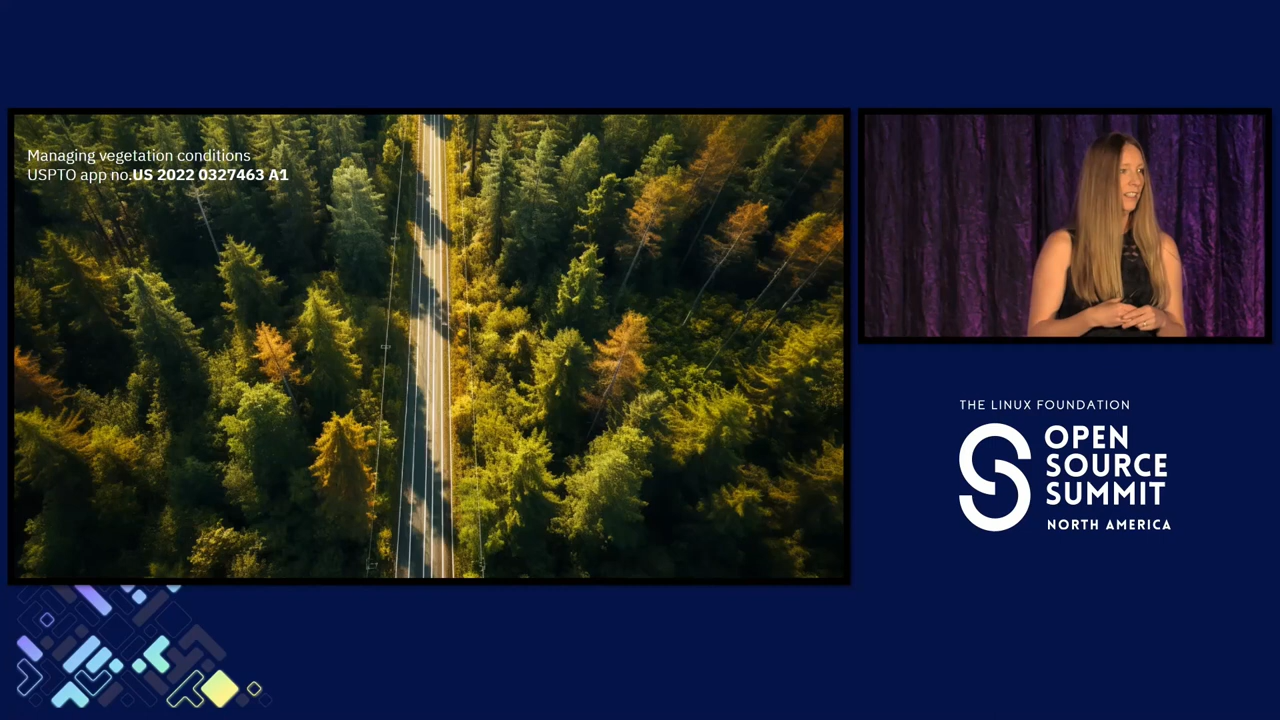 Managing vegetation conditions
USPTO app no.US 2022 0327463 A1
THE LINUX FOUNDATION
OPEN
SOURCE
SUMMIT
NORTH AMERICA